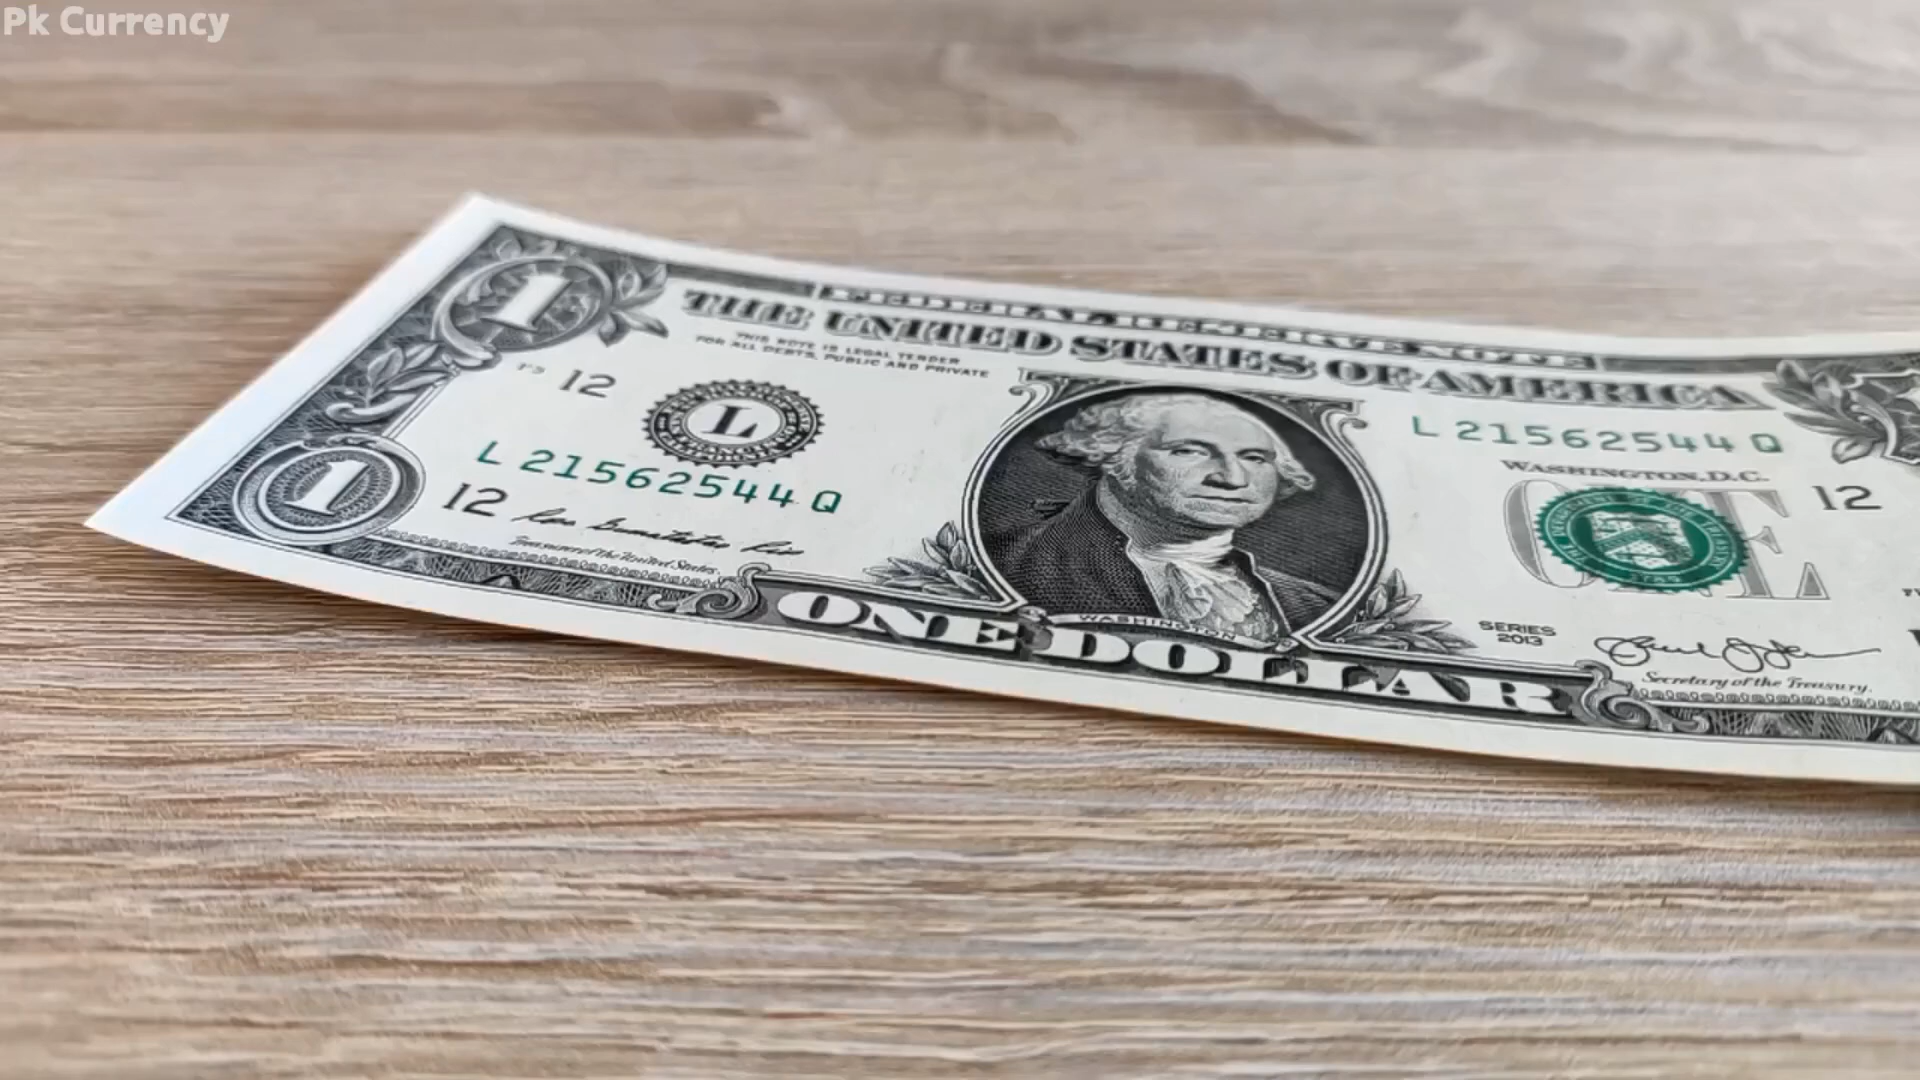 Pk Currency
FEDERAL RESERVE NOTE
THE UNITED STATES OF AMERICA
THIS NOTE IS LEGAL TENDER
FOR ALL DEBTS, PUBLIC AND PRIVATE
1
12
L
L 21562544 Q
L 21562544 Q
WASHINGTON, D.C.
12
1
12
Treasurer of the United States.
WASHINGTON
SERIES
2013
Secretary of the Treasury.
ONE DOLLAR